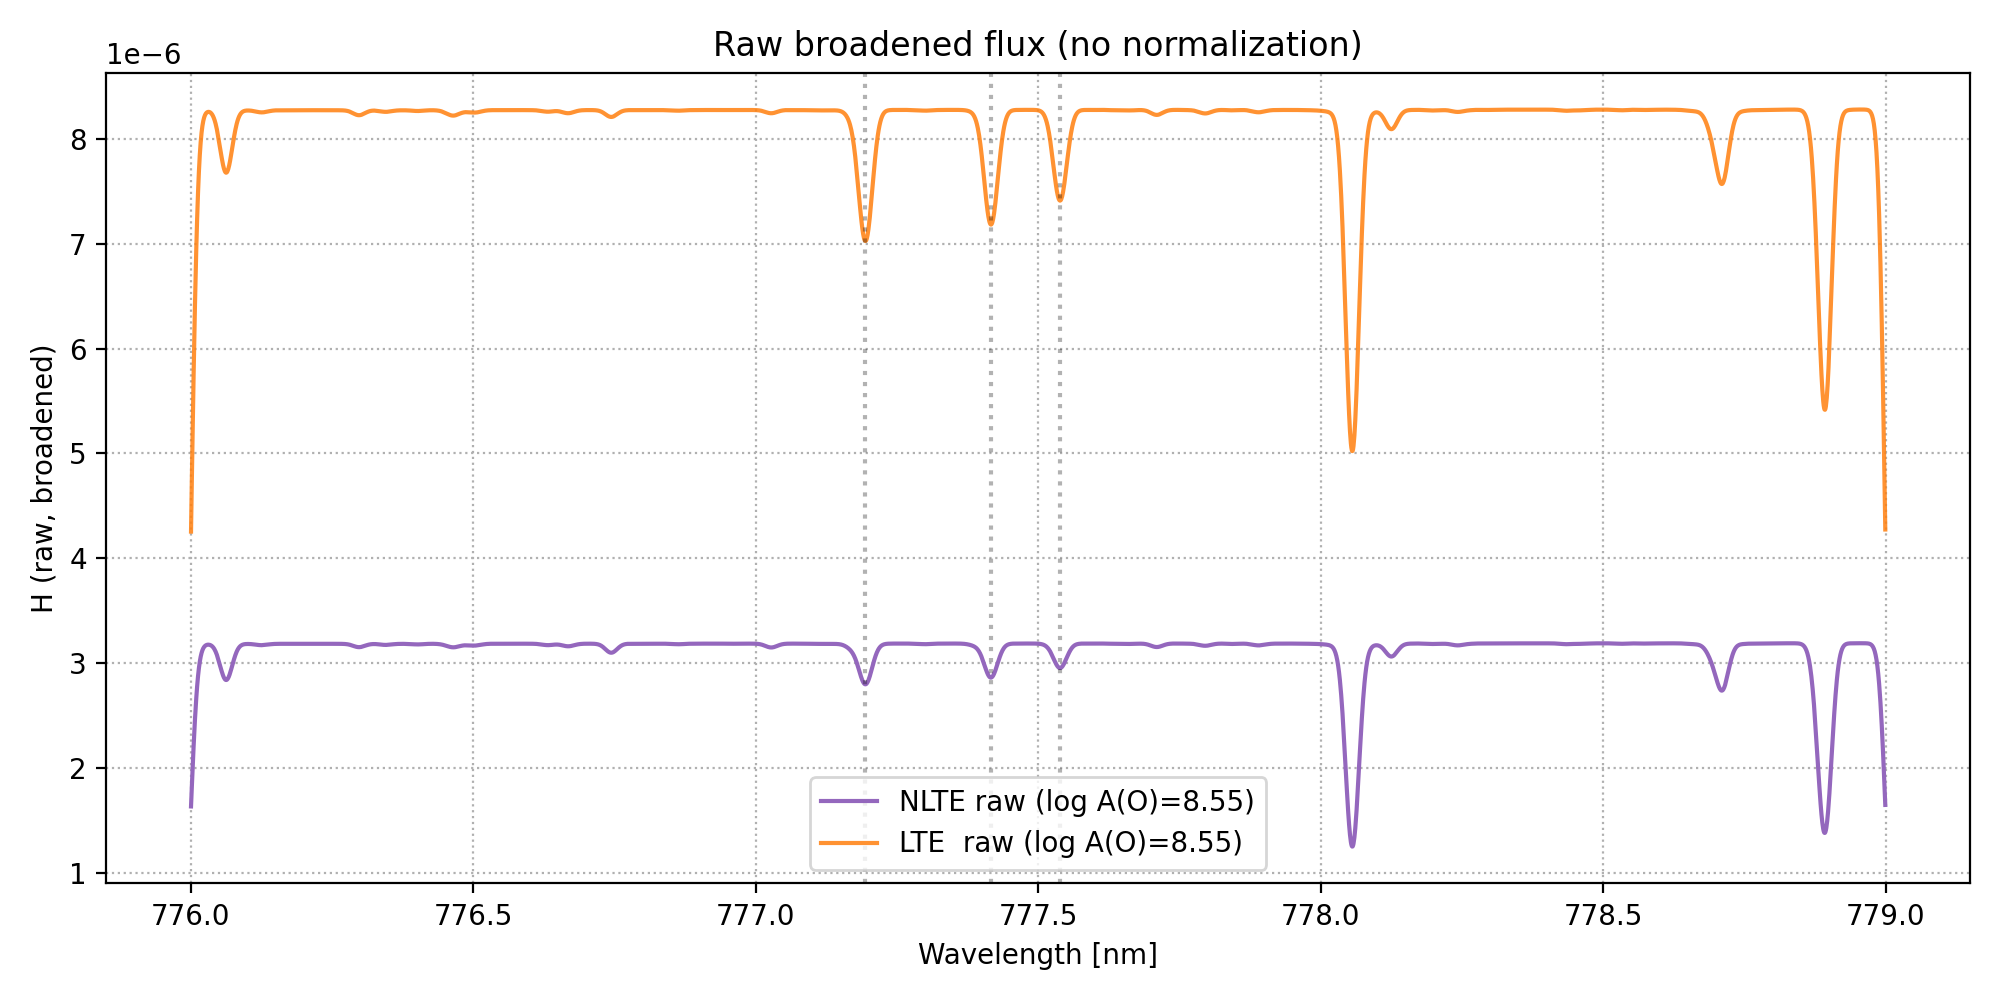 Raw broadened flux (no normalization)
1e−6
8
7
6
5
4
3
2
1
H (raw, broadened)
NLTE raw (log A(O)=8.55)
LTE  raw (log A(O)=8.55)
776.0 776.5 777.0 777.5 778.0 778.5 779.0
Wavelength [nm]